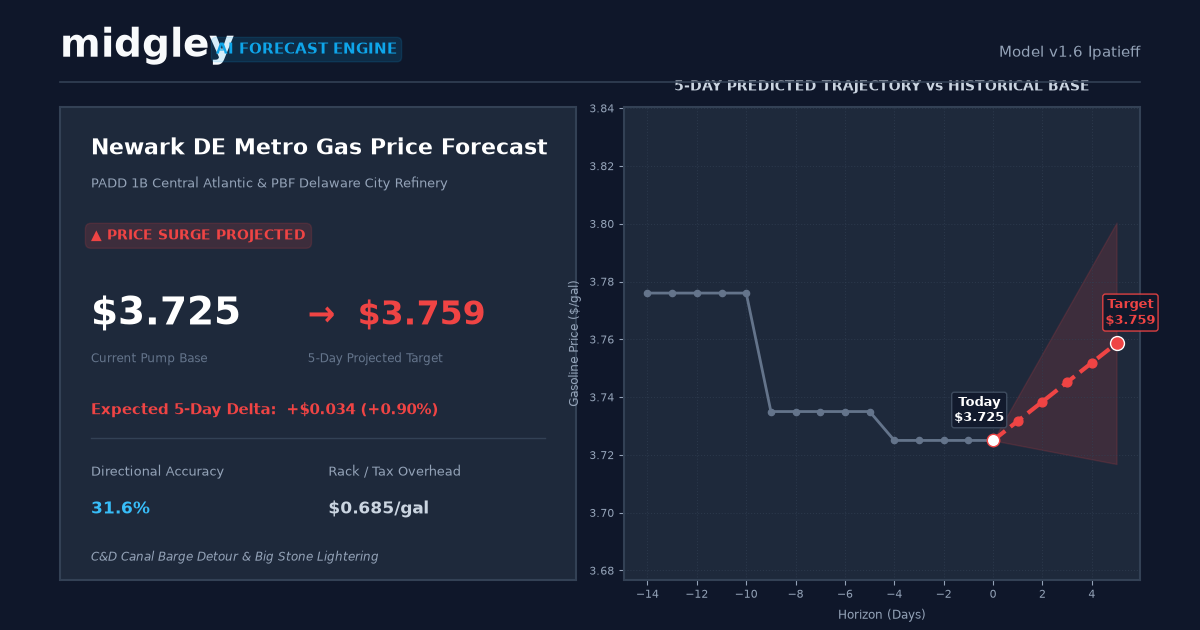 midgley
AI FORECAST ENGINE
Model v1.6 Ipatieff
Newark DE Metro Gas Price Forecast
PADD 1B Central Atlantic & PBF Delaware City Refinery
▲ PRICE SURGE PROJECTED
$3.725
→ $3.759
Current Pump Base
5-Day Projected Target
Expected 5-Day Delta: +$0.034 (+0.90%)
Directional Accuracy
Rack / Tax Overhead
31.6%
$0.685/gal
C&D Canal Barge Detour & Big Stone Lightering
5-DAY PREDICTED TRAJECTORY vs HISTORICAL BASE
Gasoline Price ($/gal)
3.84
3.82
3.80
3.78
3.76
3.74
3.72
3.70
3.68
Today
$3.725
Target
$3.759
−14 −12 −10 −8 −6 −4 −2 0 2 4
Horizon (Days)